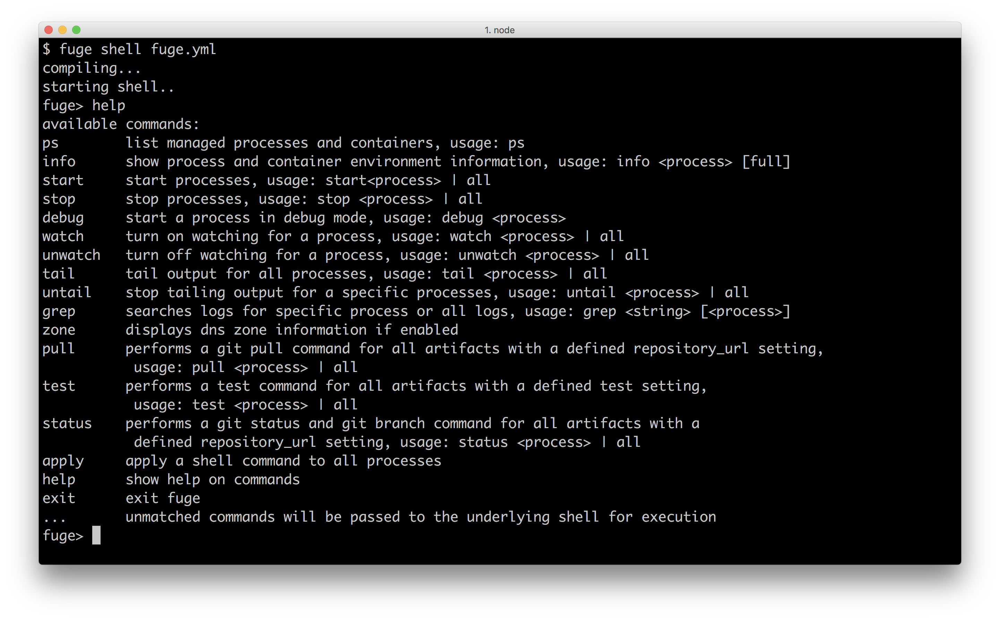 1. node
$ fuge shell fuge.yml
compiling...
starting shell..
fuge> help
available commands:
ps        list managed processes and containers, usage: ps
info      show process and container environment information, usage: info <process> [full]
start     start processes, usage: start<process> | all
stop      stop processes, usage: stop <process> | all
debug     start a process in debug mode, usage: debug <process>
watch     turn on watching for a process, usage: watch <process> | all
unwatch   turn off watching for a process, usage: unwatch <process> | all
tail      tail output for all processes, usage: tail <process> | all
untail    stop tailing output for a specific processes, usage: untail <process> | all
grep      searches logs for specific process or all logs, usage: grep <string> [<process>]
zone      displays dns zone information if enabled
pull      performs a git pull command for all artifacts with a defined repository_url setting,
           usage: pull <process> | all
test      performs a test command for all artifacts with a defined test setting,
           usage: test <process> | all
status    performs a git status and git branch command for all artifacts with a
           defined repository_url setting, usage: status <process> | all
apply     apply a shell command to all processes
help      show help on commands
exit      exit fuge
...       unmatched commands will be passed to the underlying shell for execution
fuge>